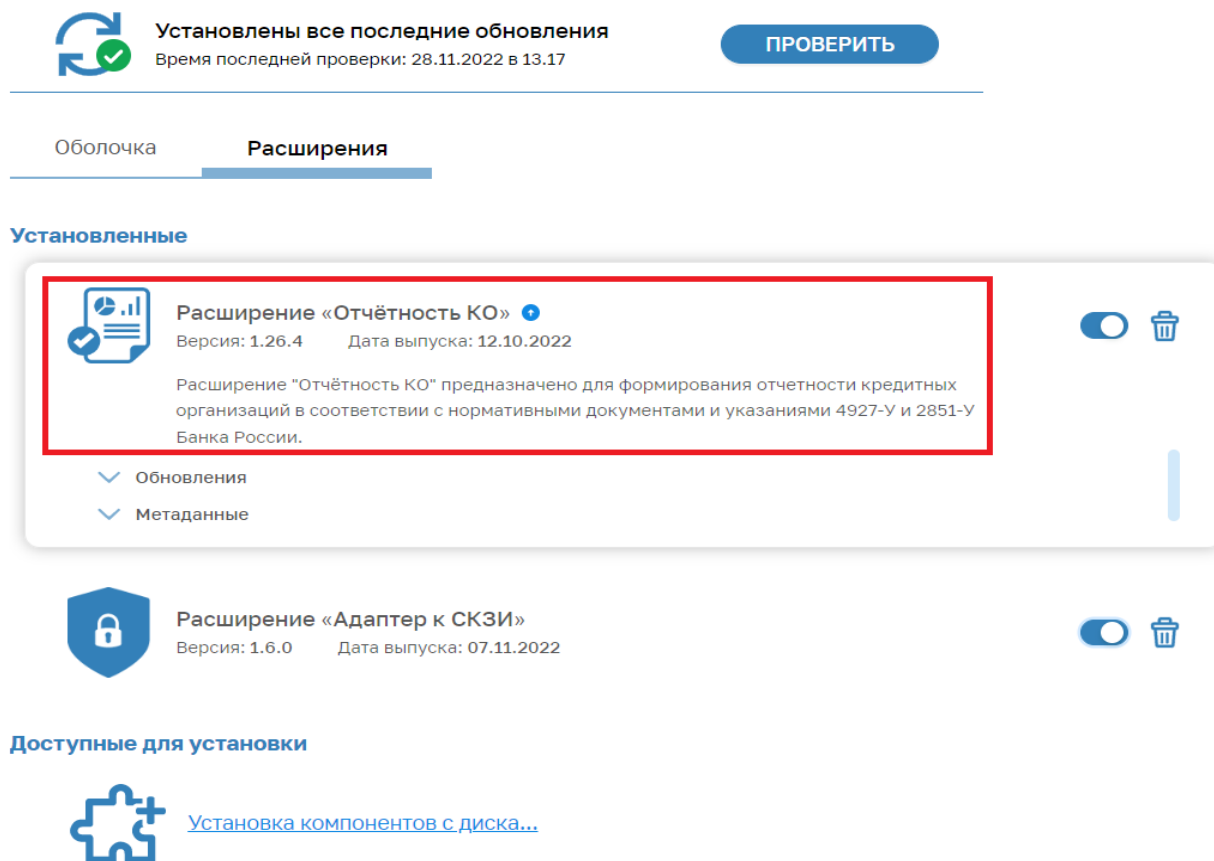 Установлены все последние обновления
Время последней проверки: 28.11.2022 в 13.17
ПРОВЕРИТЬ
Оболочка
Расширения
Установленные
Расширение «Отчётность КО»
Версия: 1.26.4 Дата выпуска: 12.10.2022
Расширение "Отчётность КО" предназначено для формирования отчетности кредитных
организаций в соответствии с нормативными документами и указаниями 4927-У и 2851-У
Банка России.
Обновления
Метаданные
Расширение «Адаптер к СКЗИ»
Версия: 1.6.0 Дата выпуска: 07.11.2022
Доступные для установки
Установка компонентов с диска...